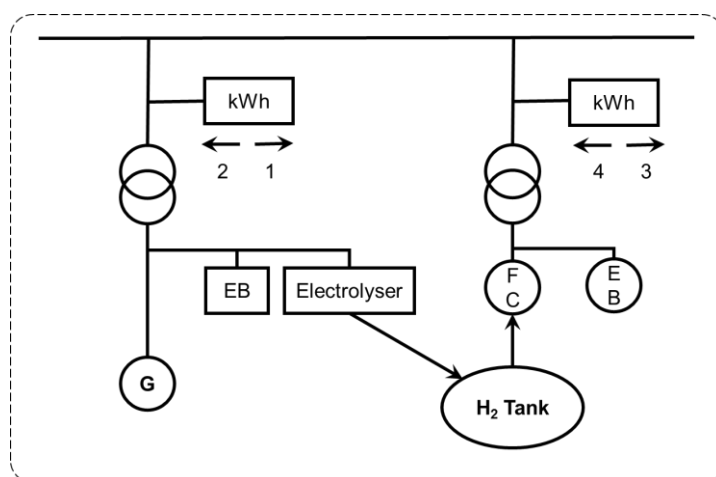 kWh
kWh
2 1
4 3
EB
Electrolyser
F
C
E
B
G
H₂ Tank